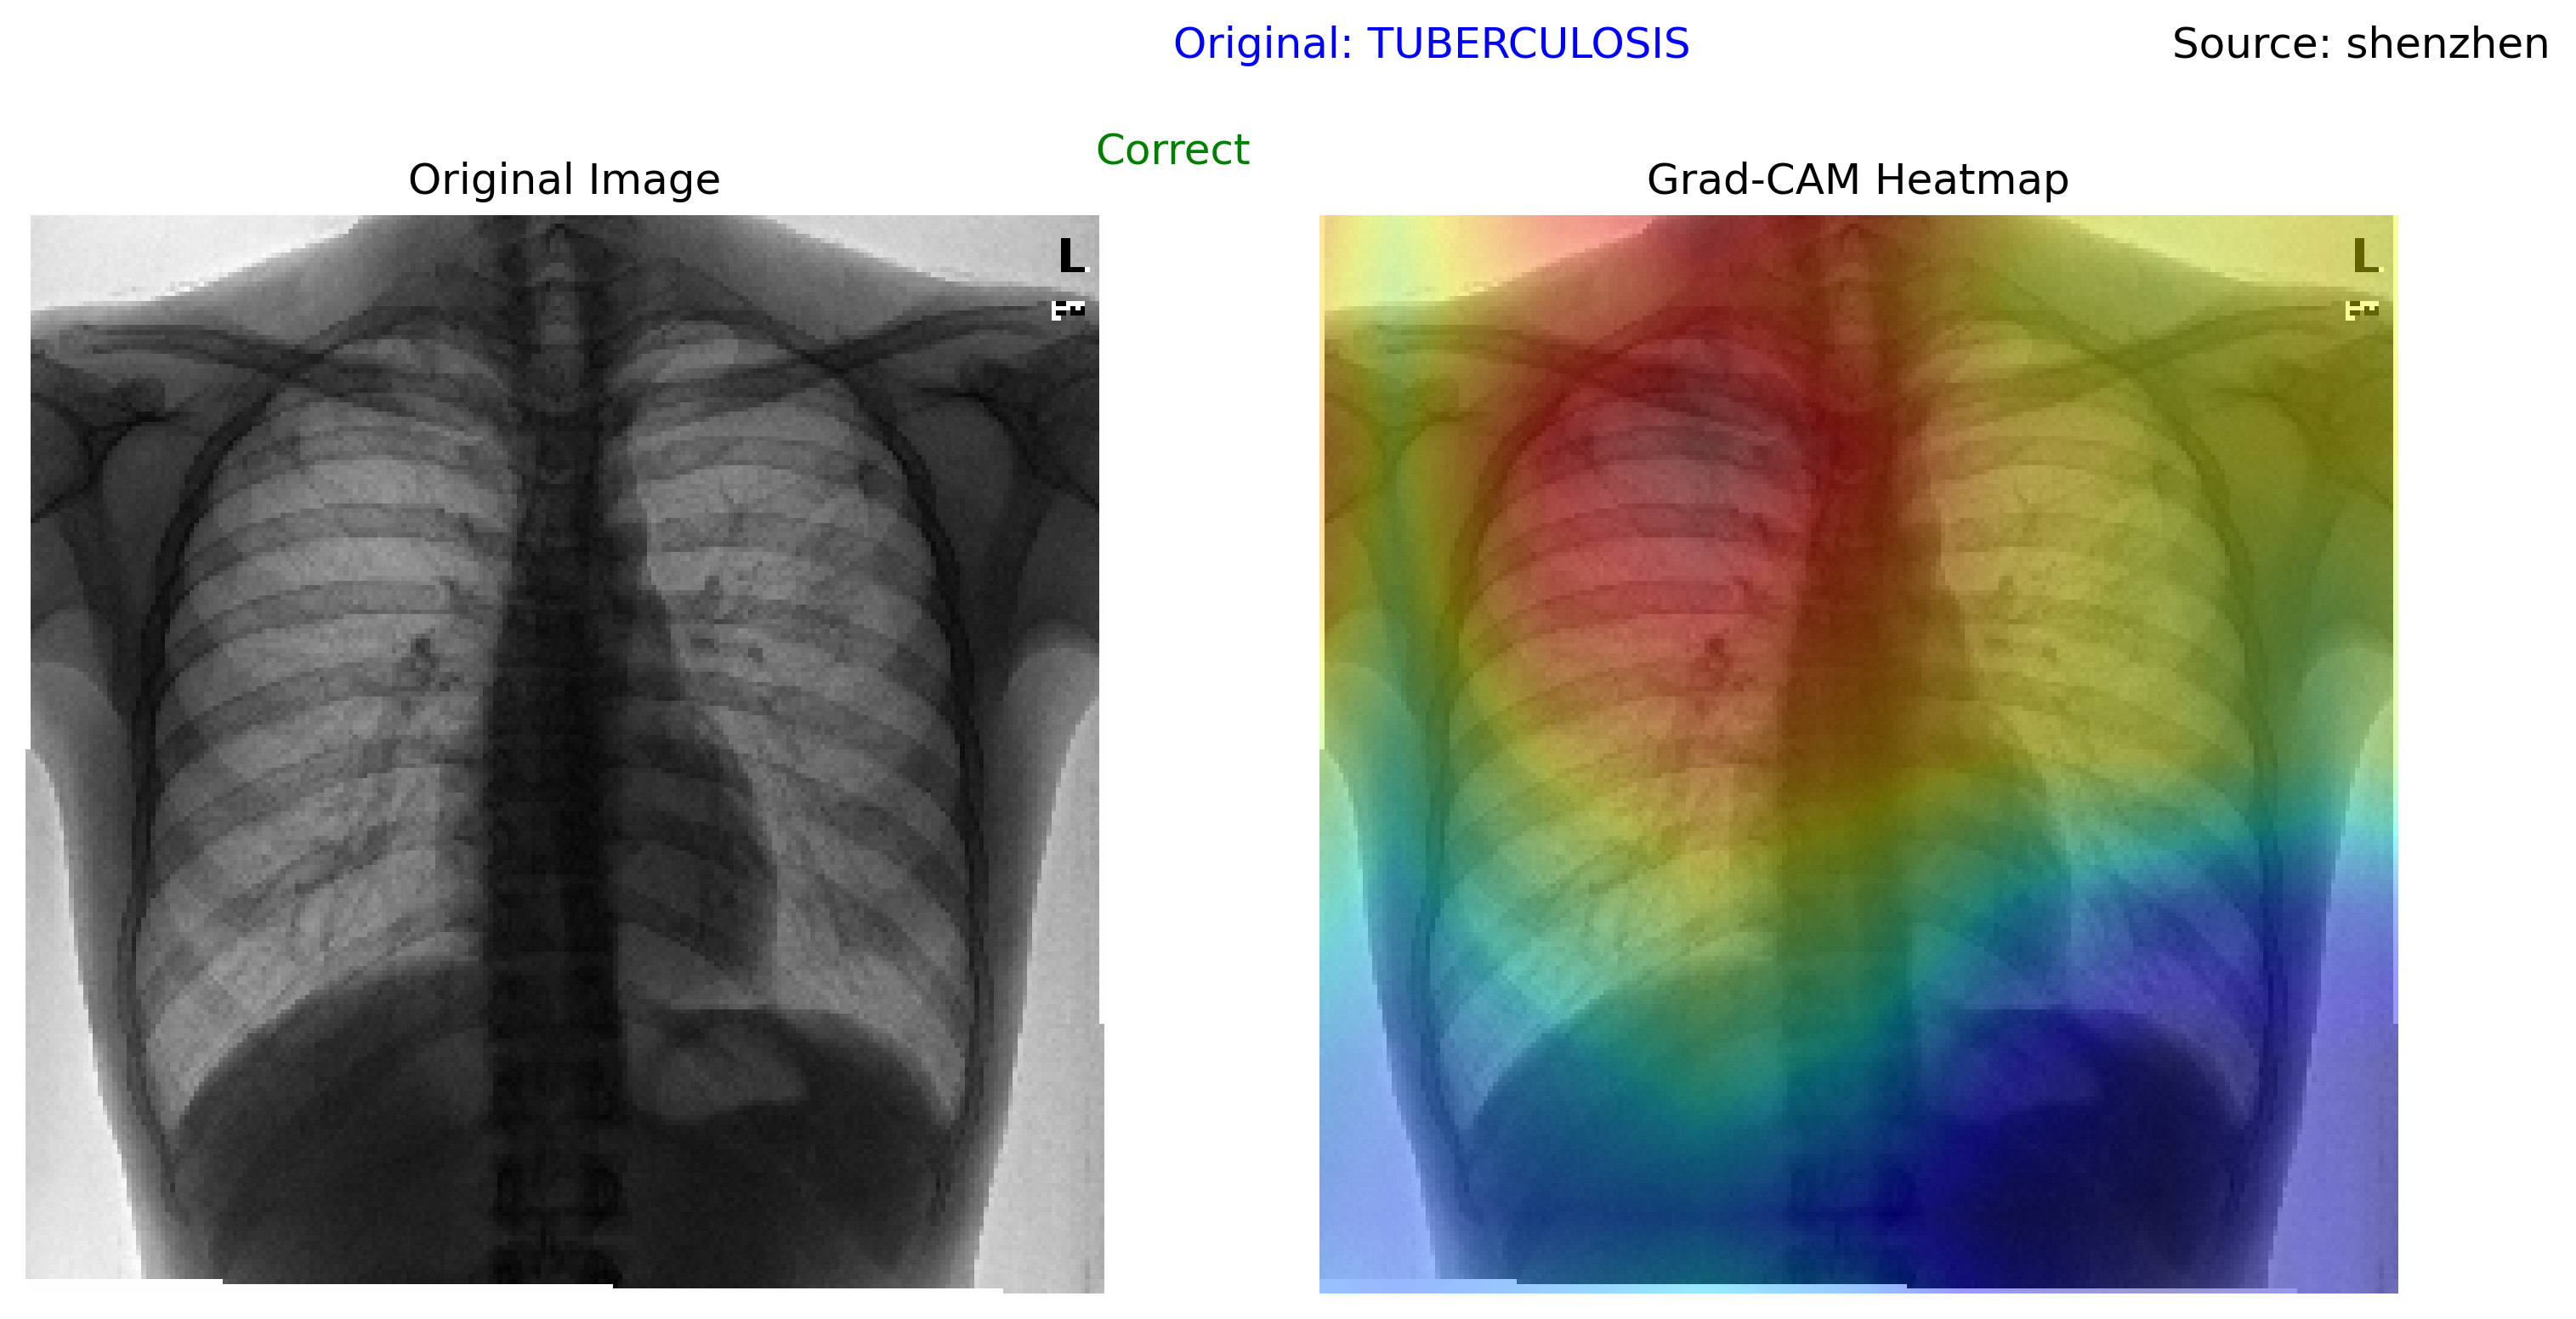 Original: TUBERCULOSIS
Source: shenzhen
Correct
Original Image
Grad-CAM Heatmap
L
L